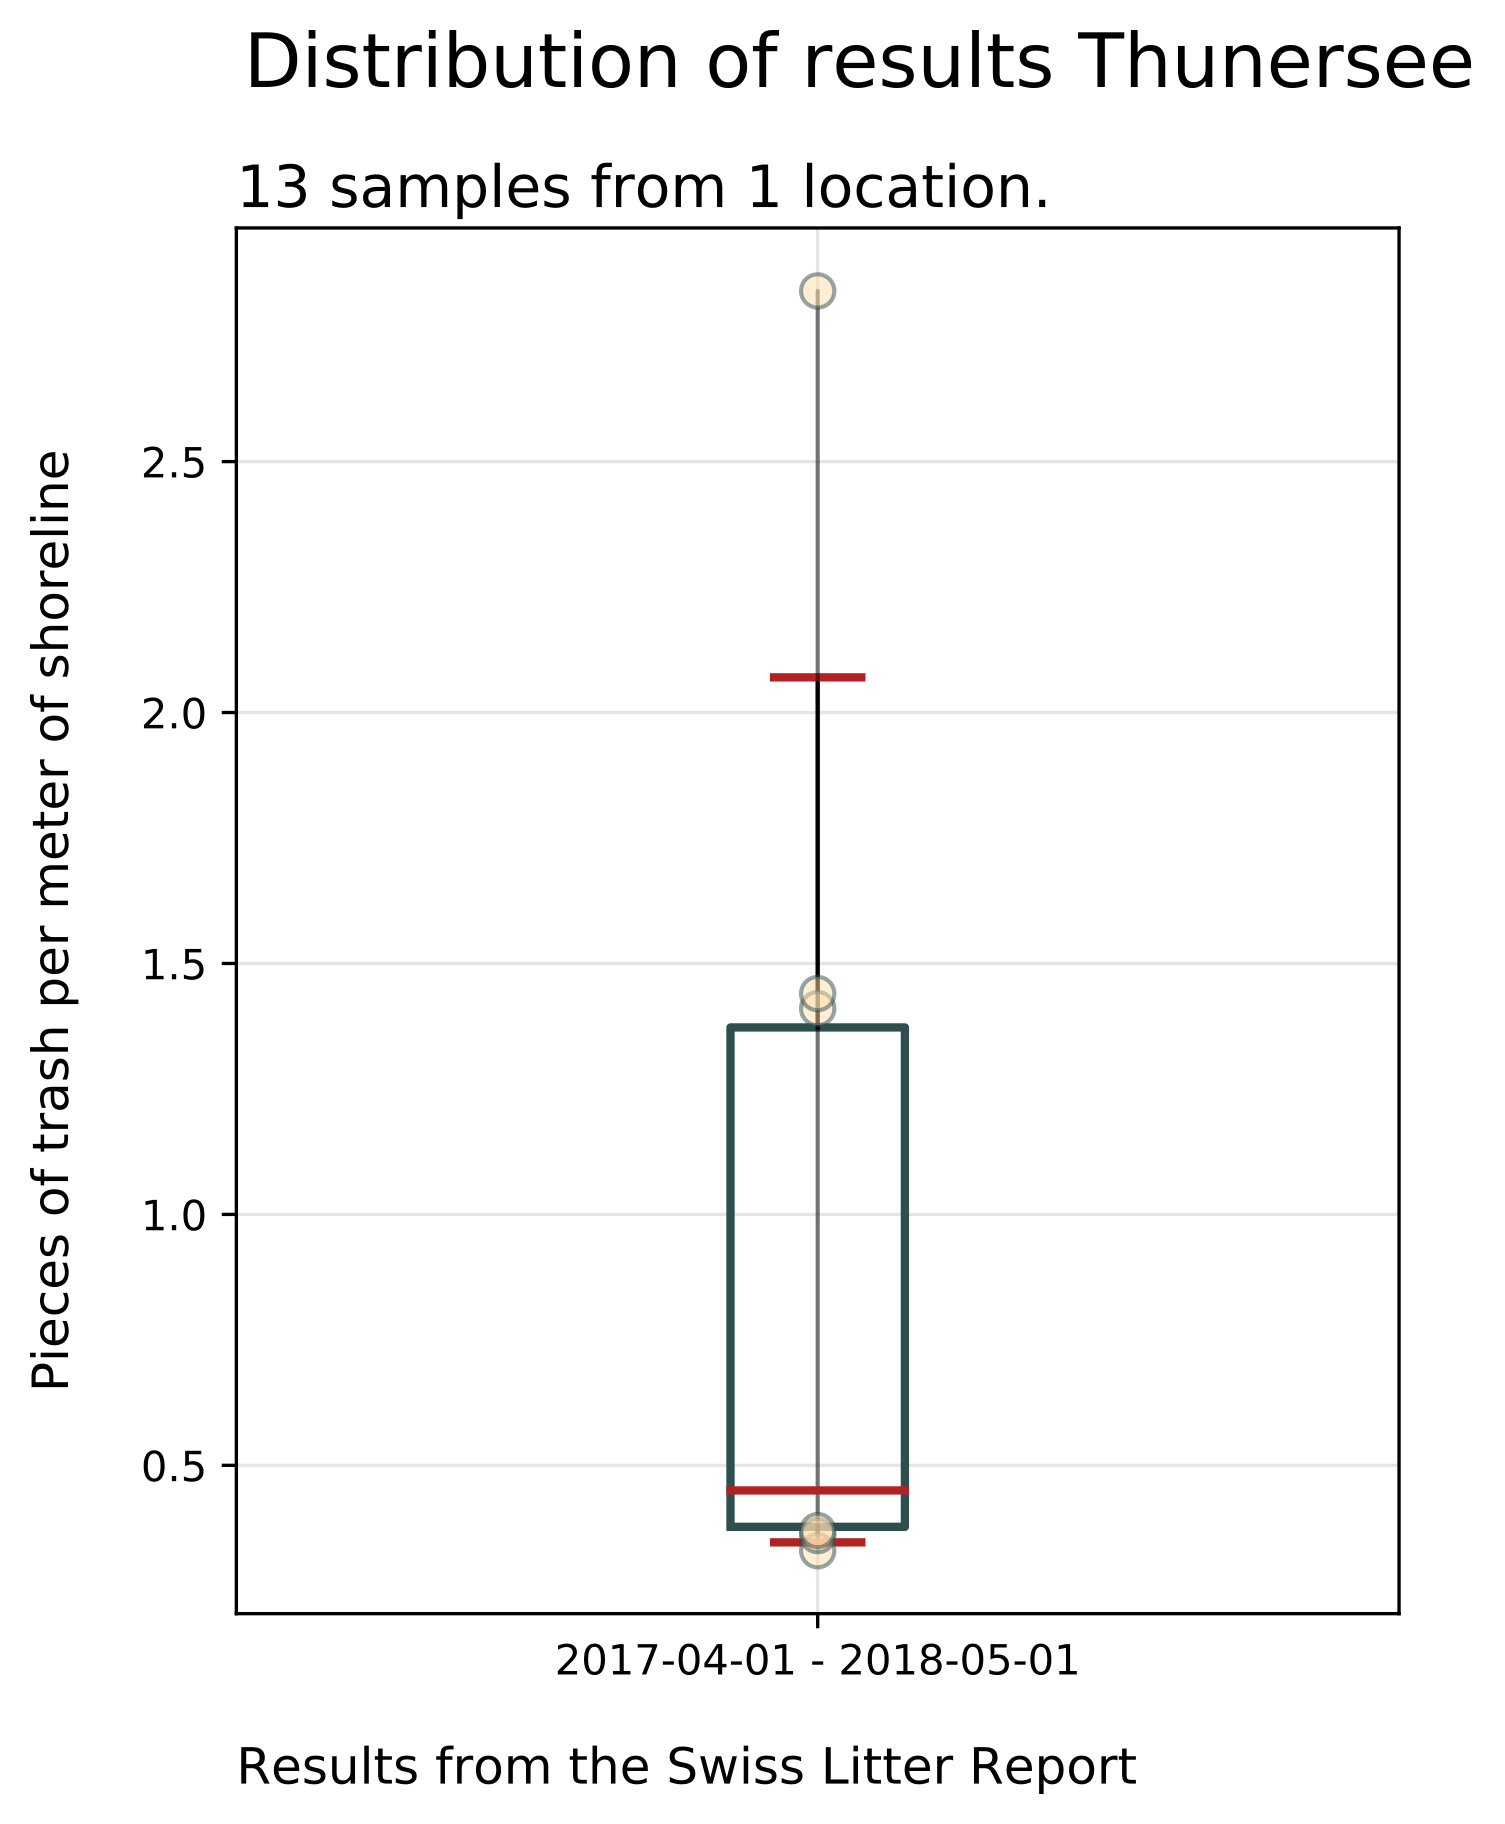 Distribution of results Thunersee
13 samples from 1 location.
Pieces of trash per meter of shoreline
2.5
2.0
1.5
1.0
0.5
2017-04-01 - 2018-05-01
Results from the Swiss Litter Report